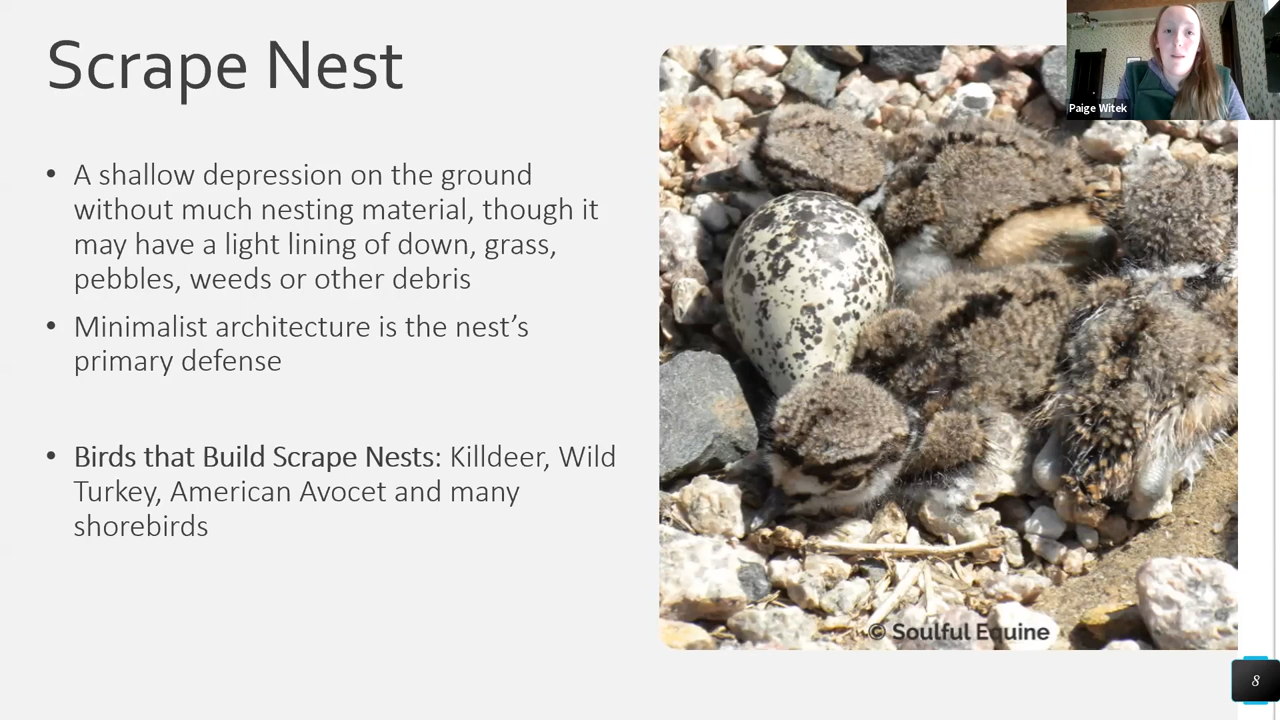 Scrape Nest
Paige Witek
• A shallow depression on the ground
without much nesting material, though it
may have a light lining of down, grass,
pebbles, weeds or other debris
• Minimalist architecture is the nest’s
primary defense
• Birds that Build Scrape Nests: Killdeer, Wild
Turkey, American Avocet and many
shorebirds
© Soulful Equine
8